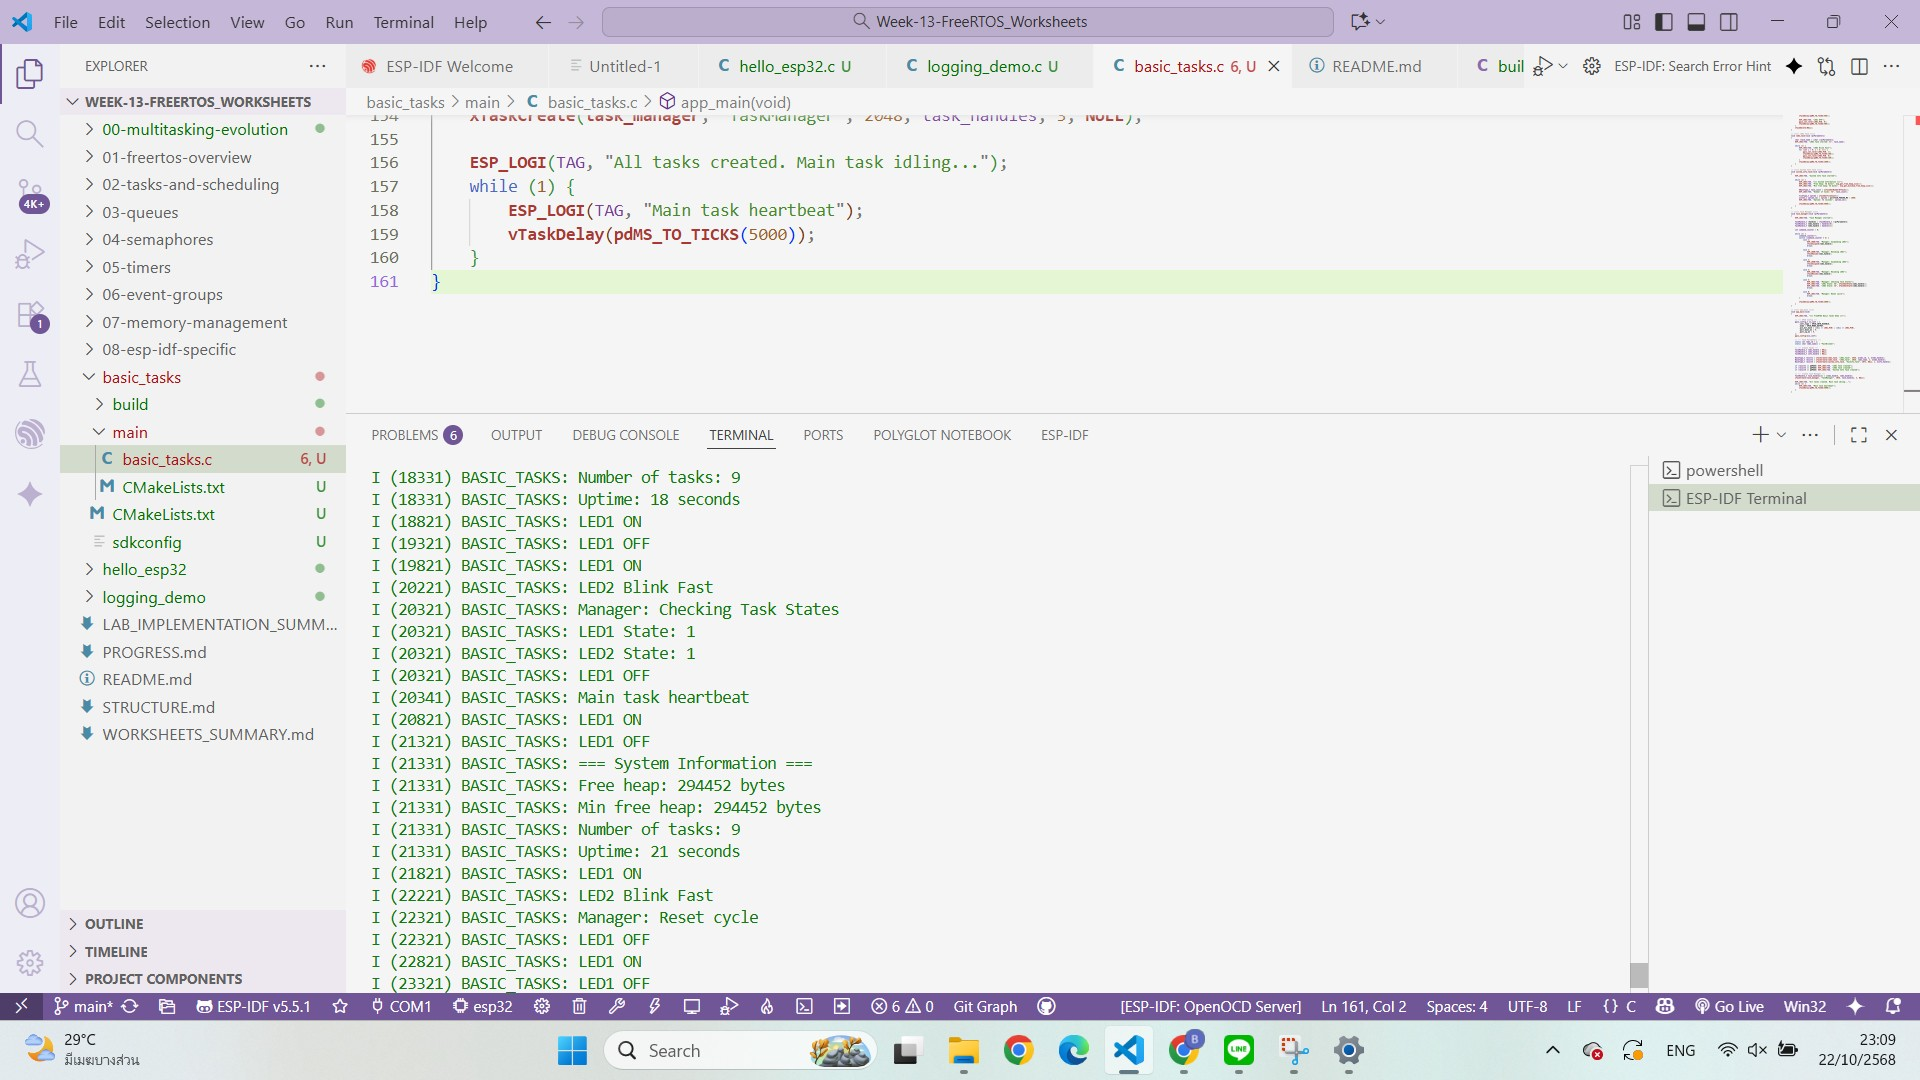 File Edit Selection View Go Run Terminal Help
Week-13-FreeRTOS_Worksheets
EXPLORER
ESP-IDF Welcome
Untitled-1
hello_esp32.c U
logging_demo.c U
basic_tasks.c 6, U
README.md
buil
ESP-IDF: Search Error Hint
WEEK-13-FREERTOS_WORKSHEETS
00-multitasking-evolution
01-freertos-overview
02-tasks-and-scheduling
03-queues
04-semaphores
05-timers
06-event-groups
07-memory-management
08-esp-idf-specific
basic_tasks
build
main
basic_tasks.c 6, U
CMakeLists.txt U
CMakeLists.txt U
sdkconfig U
hello_esp32
logging_demo
LAB_IMPLEMENTATION_SUMM...
PROGRESS.md
README.md
STRUCTURE.md
WORKSHEETS_SUMMARY.md
OUTLINE
TIMELINE
PROJECT COMPONENTS
4K+
1
basic_tasks > main > C basic_tasks.c > app_main(void)
154 xTaskCreate(task_manager, "TaskManager", 2048, task_handles, 3, NULL);
155
156 ESP_LOGI(TAG, "All tasks created. Main task idling...");
157 while (1) {
158 ESP_LOGI(TAG, "Main task heartbeat");
159 vTaskDelay(pdMS_TO_TICKS(5000));
160 }
161 }
PROBLEMS 6 OUTPUT DEBUG CONSOLE TERMINAL PORTS POLYGLOT NOTEBOOK ESP-IDF
powershell
ESP-IDF Terminal
I (18331) BASIC_TASKS: Number of tasks: 9
I (18331) BASIC_TASKS: Uptime: 18 seconds
I (18821) BASIC_TASKS: LED1 ON
I (19321) BASIC_TASKS: LED1 OFF
I (19821) BASIC_TASKS: LED1 ON
I (20221) BASIC_TASKS: LED2 Blink Fast
I (20321) BASIC_TASKS: Manager: Checking Task States
I (20321) BASIC_TASKS: LED1 State: 1
I (20321) BASIC_TASKS: LED2 State: 1
I (20321) BASIC_TASKS: LED1 OFF
I (20341) BASIC_TASKS: Main task heartbeat
I (20821) BASIC_TASKS: LED1 ON
I (21321) BASIC_TASKS: LED1 OFF
I (21331) BASIC_TASKS: === System Information ===
I (21331) BASIC_TASKS: Free heap: 294452 bytes
I (21331) BASIC_TASKS: Min free heap: 294452 bytes
I (21331) BASIC_TASKS: Number of tasks: 9
I (21331) BASIC_TASKS: Uptime: 21 seconds
I (21821) BASIC_TASKS: LED1 ON
I (22221) BASIC_TASKS: LED2 Blink Fast
I (22321) BASIC_TASKS: Manager: Reset cycle
I (22321) BASIC_TASKS: LED1 OFF
I (22821) BASIC_TASKS: LED1 ON
I (23321) BASIC_TASKS: LED1 OFF
main* ESP-IDF v5.5.1 COM1 esp32 6 0 Git Graph [ESP-IDF: OpenOCD Server] Ln 161, Col 2 Spaces: 4 UTF-8 LF {} C Go Live Win32
29°C
มีเมฆบางส่วน
Search
B
LINE
ENG
23:09
22/10/2568